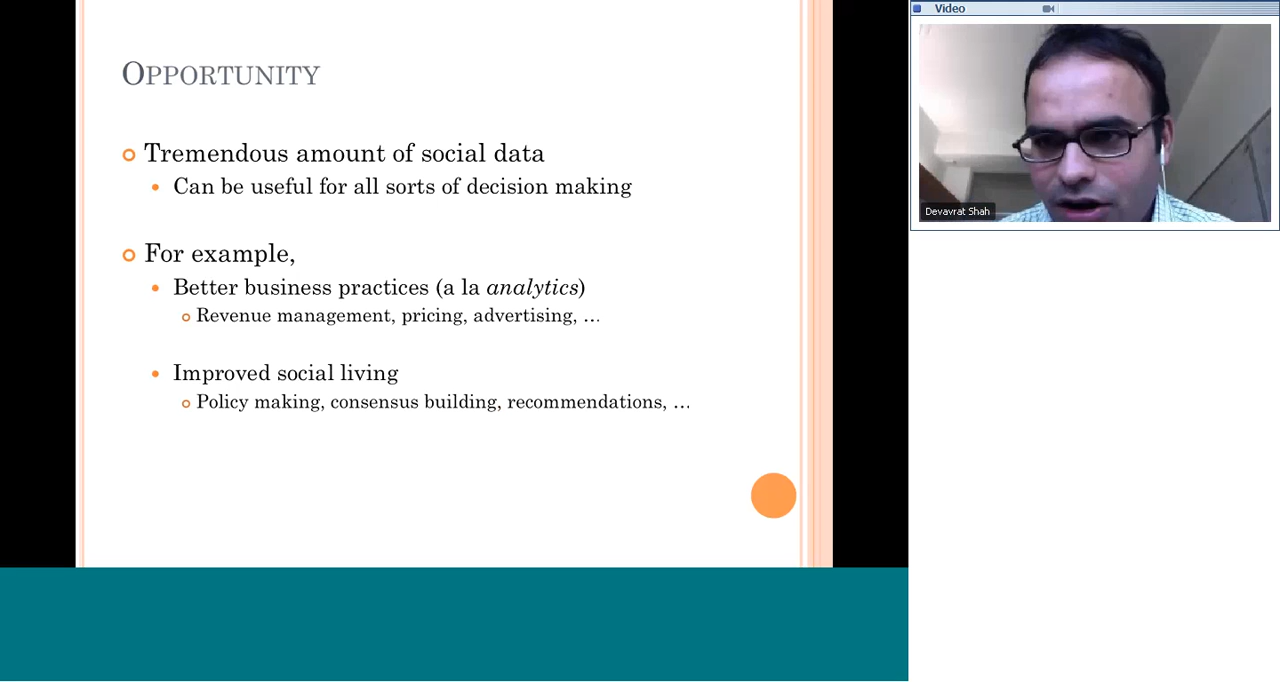 OPPORTUNITY
Tremendous amount of social data
Can be useful for all sorts of decision making
For example,
Better business practices (a la analytics)
Revenue management, pricing, advertising, …
Improved social living
Policy making, consensus building, recommendations, …
Video
Devavrat Shah